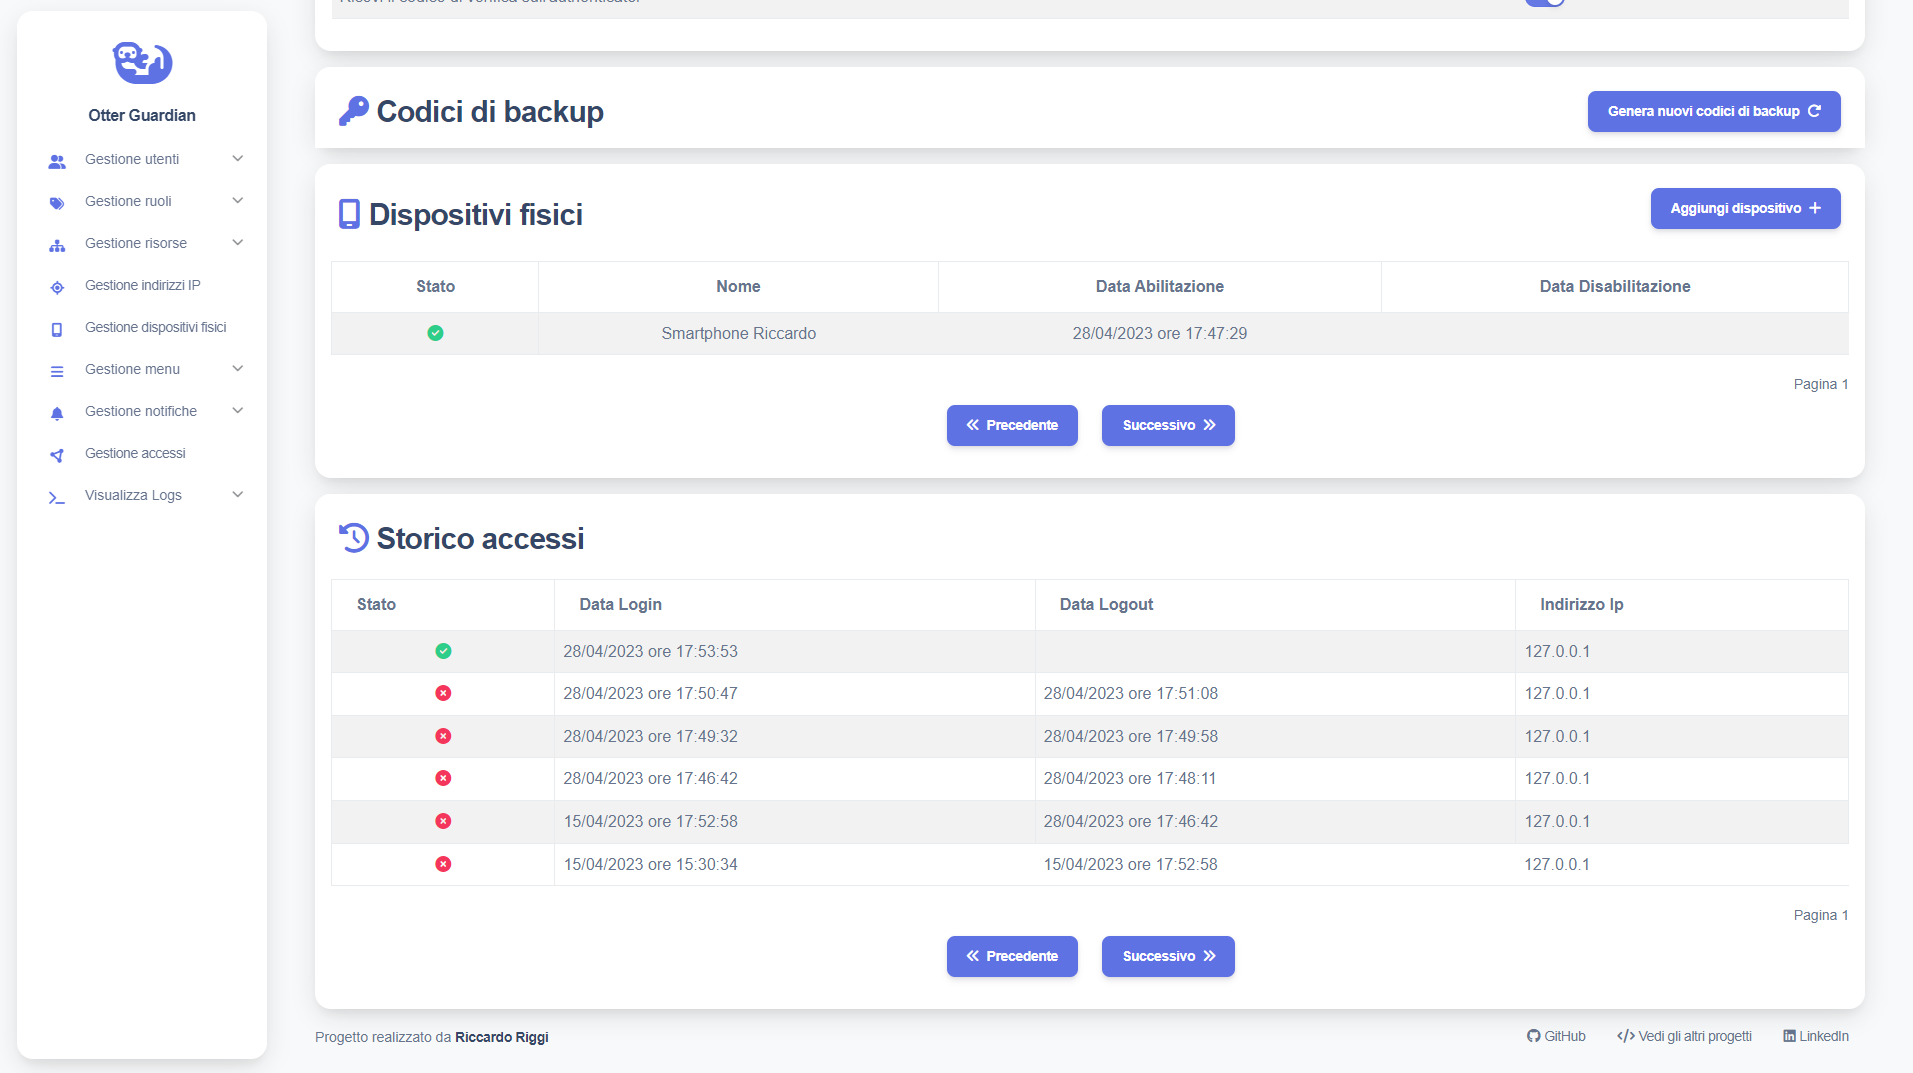 Otter Guardian
Gestione utenti
Gestione ruoli
Gestione risorse
Gestione indirizzi IP
Gestione dispositivi fisici
Gestione menu
Gestione notifiche
Gestione accessi
Visualizza Logs
Ricevi il codice di verifica sull'authenticator
Codici di backup
Genera nuovi codici di backup
Dispositivi fisici
Aggiungi dispositivo
Stato Nome Data Abilitazione Data Disabilitazione
Smartphone Riccardo 28/04/2023 ore 17:47:29
Pagina 1
Precedente Successivo
Storico accessi
Stato Data Login Data Logout Indirizzo Ip
28/04/2023 ore 17:53:53 127.0.0.1
28/04/2023 ore 17:50:47 28/04/2023 ore 17:51:08 127.0.0.1
28/04/2023 ore 17:49:32 28/04/2023 ore 17:49:58 127.0.0.1
28/04/2023 ore 17:46:42 28/04/2023 ore 17:48:11 127.0.0.1
15/04/2023 ore 17:52:58 28/04/2023 ore 17:46:42 127.0.0.1
15/04/2023 ore 15:30:34 15/04/2023 ore 17:52:58 127.0.0.1
Pagina 1
Precedente Successivo
Progetto realizzato da Riccardo Riggi
GitHub Vedi gli altri progetti LinkedIn